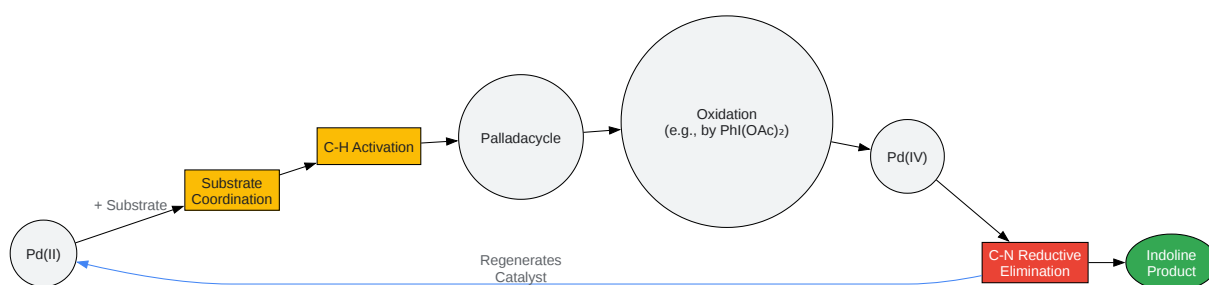 Pd(II)
+ Substrate
Substrate
Coordination
C-H Activation
Palladacycle
Oxidation
(e.g., by PhI(OAc)₂)
Pd(IV)
C-N Reductive
Elimination
Indoline
Product
Regenerates
Catalyst